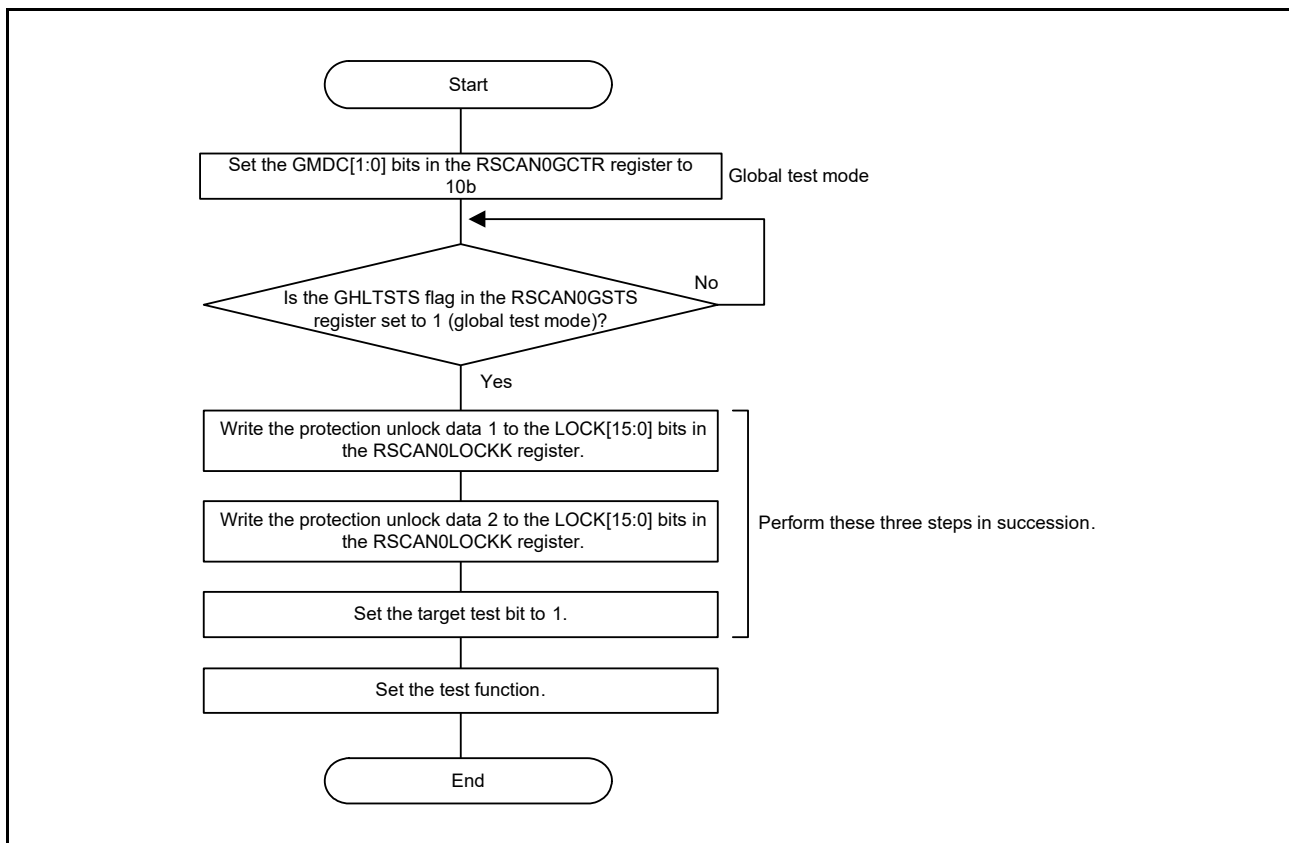 Start
Set the GMDC[1:0] bits in the RSCAN0GCTR register to
10b
Global test mode
No
Is the GHLTSTS flag in the RSCAN0GSTS
register set to 1 (global test mode)?
Yes
Write the protection unlock data 1 to the LOCK[15:0] bits in
the RSCAN0LOCKK register.
Write the protection unlock data 2 to the LOCK[15:0] bits in
the RSCAN0LOCKK register.
Perform these three steps in succession.
Set the target test bit to 1.
Set the test function.
End